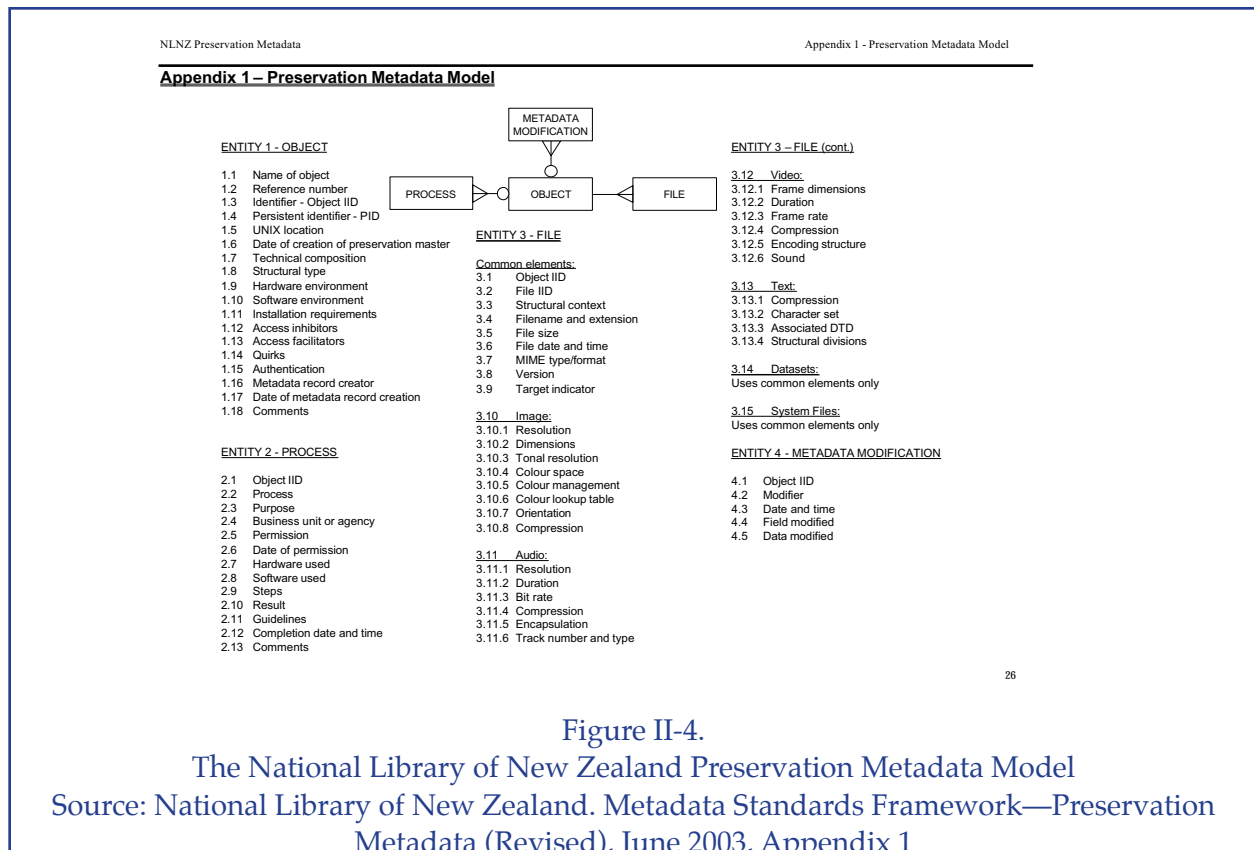 NLNZ Preservation Metadata
Appendix 1 - Preservation Metadata Model
Appendix 1 – Preservation Metadata Model
METADATA
MODIFICATION
PROCESS
OBJECT
FILE
ENTITY 1 - OBJECT
1.1 Name of object
1.2 Reference number
1.3 Identifier - Object IID
1.4 Persistent identifier - PID
1.5 UNIX location
1.6 Date of creation of preservation master
1.7 Technical composition
1.8 Structural type
1.9 Hardware environment
1.10 Software environment
1.11 Installation requirements
1.12 Access inhibitors
1.13 Access facilitators
1.14 Quirks
1.15 Authentication
1.16 Metadata record creator
1.17 Date of metadata record creation
1.18 Comments
ENTITY 2 - PROCESS
2.1 Object IID
2.2 Process
2.3 Purpose
2.4 Business unit or agency
2.5 Permission
2.6 Date of permission
2.7 Hardware used
2.8 Software used
2.9 Steps
2.10 Result
2.11 Guidelines
2.12 Completion date and time
2.13 Comments
ENTITY 3 - FILE
Common elements:
3.1 Object IID
3.2 File IID
3.3 Structural context
3.4 Filename and extension
3.5 File size
3.6 File date and time
3.7 MIME type/format
3.8 Version
3.9 Target indicator
3.10 Image:
3.10.1 Resolution
3.10.2 Dimensions
3.10.3 Tonal resolution
3.10.4 Colour space
3.10.5 Colour management
3.10.6 Colour lookup table
3.10.7 Orientation
3.10.8 Compression
3.11 Audio:
3.11.1 Resolution
3.11.2 Duration
3.11.3 Bit rate
3.11.4 Compression
3.11.5 Encapsulation
3.11.6 Track number and type
ENTITY 3 – FILE (cont.)
3.12 Video:
3.12.1 Frame dimensions
3.12.2 Duration
3.12.3 Frame rate
3.12.4 Compression
3.12.5 Encoding structure
3.12.6 Sound
3.13 Text:
3.13.1 Compression
3.13.2 Character set
3.13.3 Associated DTD
3.13.4 Structural divisions
3.14 Datasets:
Uses common elements only
3.15 System Files:
Uses common elements only
ENTITY 4 - METADATA MODIFICATION
4.1 Object IID
4.2 Modifier
4.3 Date and time
4.4 Field modified
4.5 Data modified
26
Figure II-4.
The National Library of New Zealand Preservation Metadata Model
Source: National Library of New Zealand. Metadata Standards Framework—Preservation
Metadata (Revised), June 2003, Appendix 1